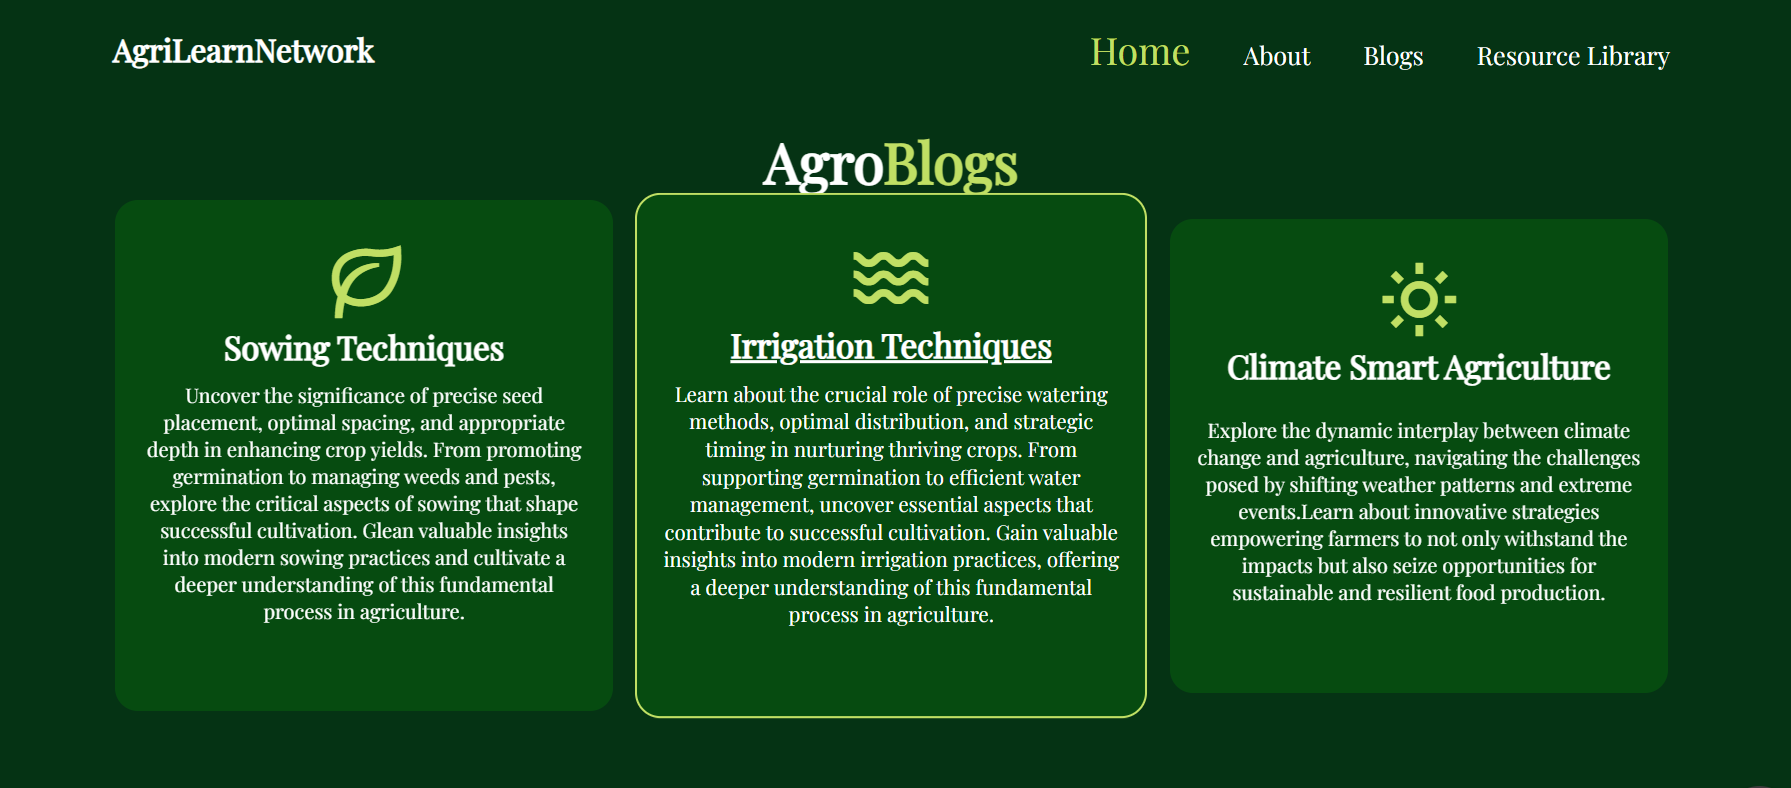 AgriLearnNetwork
Home About Blogs Resource Library
AgroBlogs
Sowing Techniques
Uncover the significance of precise seed
placement, optimal spacing, and appropriate
depth in enhancing crop yields. From promoting
germination to managing weeds and pests,
explore the critical aspects of sowing that shape
successful cultivation. Glean valuable insights
into modern sowing practices and cultivate a
deeper understanding of this fundamental
process in agriculture.
Irrigation Techniques
Learn about the crucial role of precise watering
methods, optimal distribution, and strategic
timing in nurturing thriving crops. From
supporting germination to efficient water
management, uncover essential aspects that
contribute to successful cultivation. Gain valuable
insights into modern irrigation practices, offering
a deeper understanding of this fundamental
process in agriculture.
Climate Smart Agriculture
Explore the dynamic interplay between climate
change and agriculture, navigating the challenges
posed by shifting weather patterns and extreme
events.Learn about innovative strategies
empowering farmers to not only withstand the
impacts but also seize opportunities for
sustainable and resilient food production.